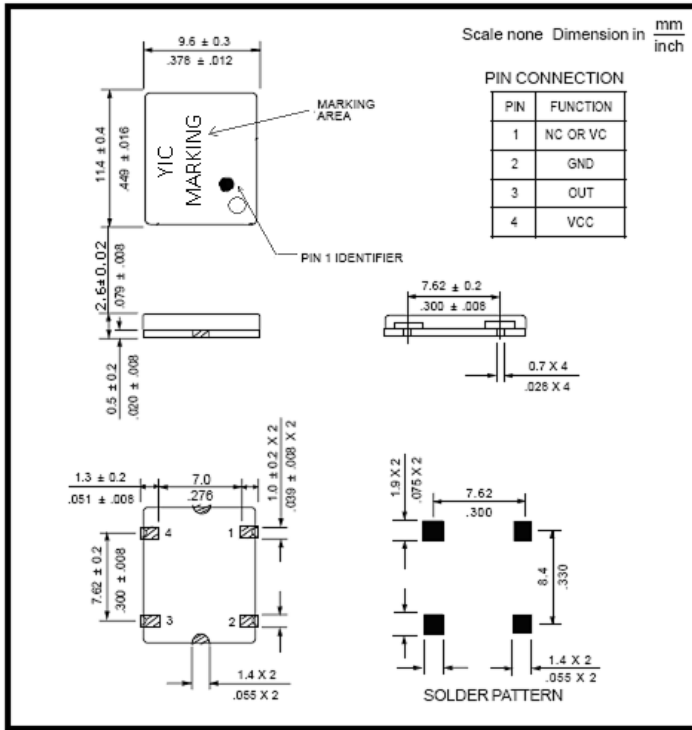 Scale none Dimension in mm
inch
9.6 ± 0.3
.378 ± .012
PIN CONNECTION
PIN FUNCTION
1 NC OR VC
2 GND
3 OUT
4 VCC
MARKING
AREA
YIC
MARKING
11.4 ± 0.4
.449 ± .016
PIN 1 IDENTIFIER
2.6±0.02
.079 ± .008
7.62 ± 0.2
.300 ± .008
0.5 ± 0.2
.020 ± .008
0.7 X 4
.028 X 4
1.3 ± 0.2
.051 ± .008
7.0
.276
1.0 ± 0.2 X 2
.039 ± .008 X 2
1.9 X 2
.075 X 2
7.62
.300
4 1
7.62 ± 0.2
.300 ± .008
3 2
8.4
.330
1.4 X 2
.055 X 2
1.4 X 2
.055 X 2
SOLDER PATTERN